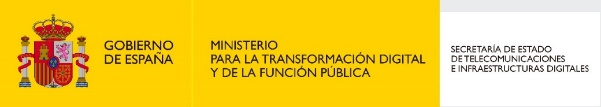 GOBIERNO
DE ESPAÑA
MINISTERIO
PARA LA TRANSFORMACIÓN DIGITAL
Y DE LA FUNCIÓN PÚBLICA
SECRETARÍA DE ESTADO
DE TELECOMUNICACIONES
E INFRAESTRUCTURAS DIGITALES